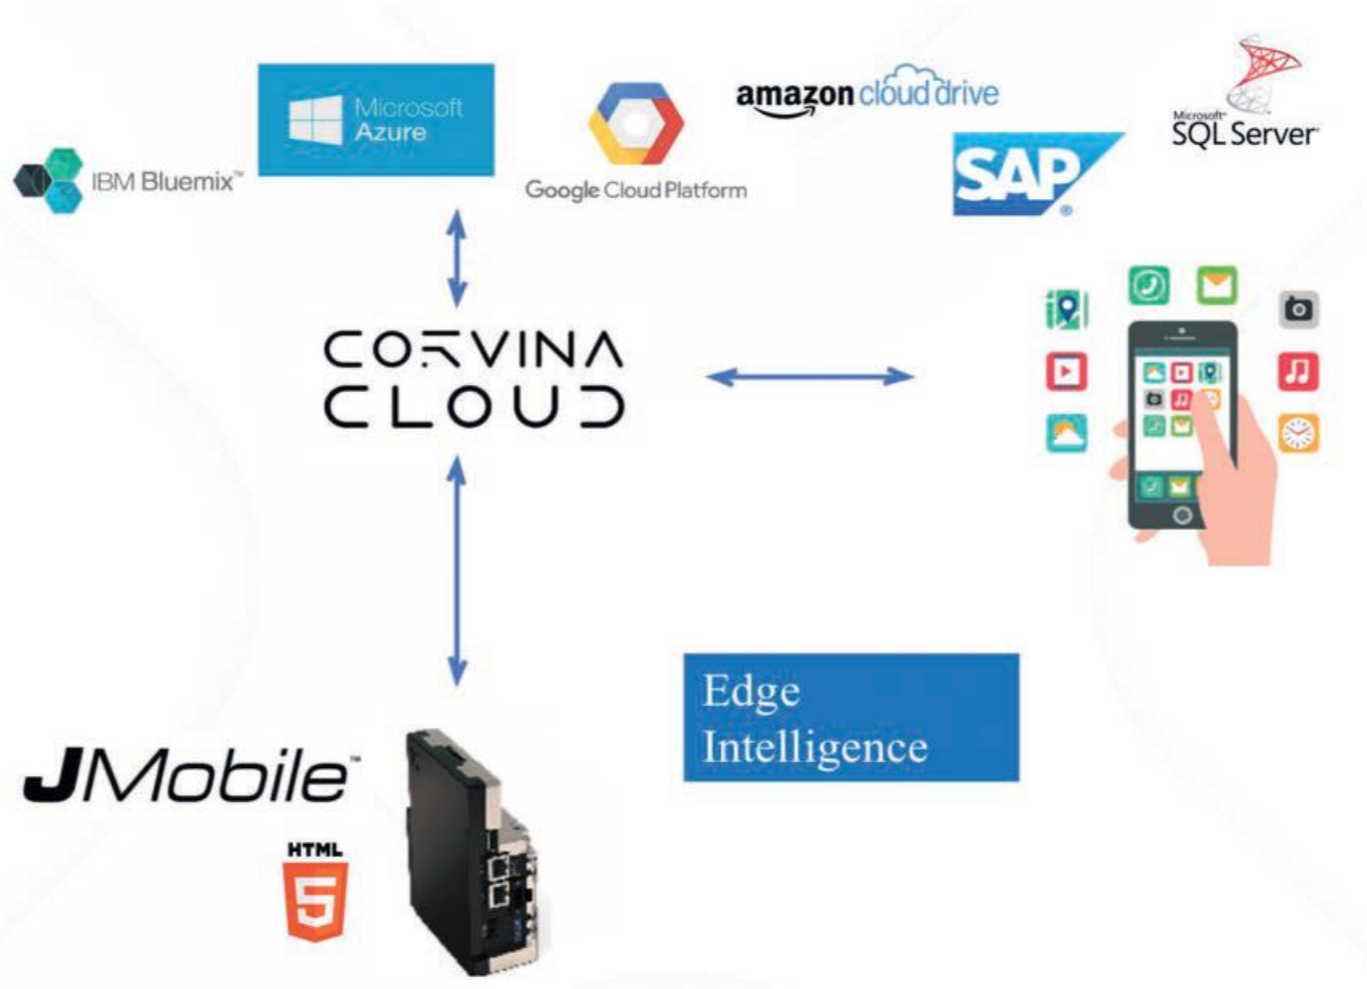 IBM Bluemix™
Microsoft
Azure
Google Cloud Platform
amazon cloud drive
SAP
®
Microsoft®
SQL Server®
CORVINA
CLOUD
Edge
Intelligence
JMobile™
HTML
5